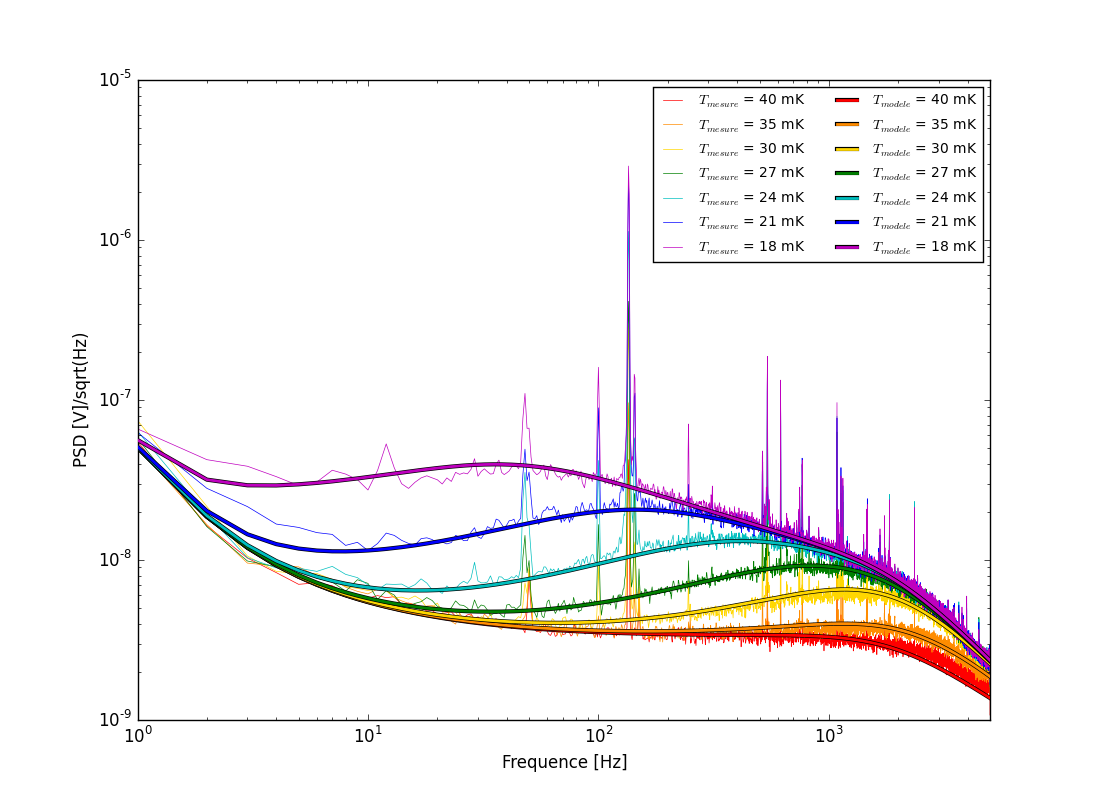 10^-5
10^-6
10^-7
10^-8
10^-9
PSD [V]/sqrt(Hz)
T_mesure = 40 mK T_modele = 40 mK
T_mesure = 35 mK T_modele = 35 mK
T_mesure = 30 mK T_modele = 30 mK
T_mesure = 27 mK T_modele = 27 mK
T_mesure = 24 mK T_modele = 24 mK
T_mesure = 21 mK T_modele = 21 mK
T_mesure = 18 mK T_modele = 18 mK
10^0 10^1 10^2 10^3
Frequence [Hz]